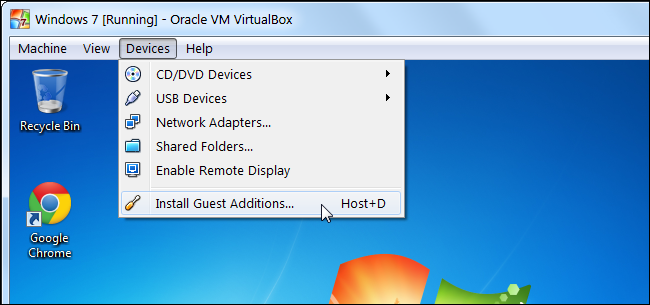 Windows 7 [Running] - Oracle VM VirtualBox
Machine View Devices Help
CD/DVD Devices
USB Devices
Network Adapters...
Shared Folders...
Enable Remote Display
Install Guest Additions... Host+D
Recycle Bin
Google
Chrome